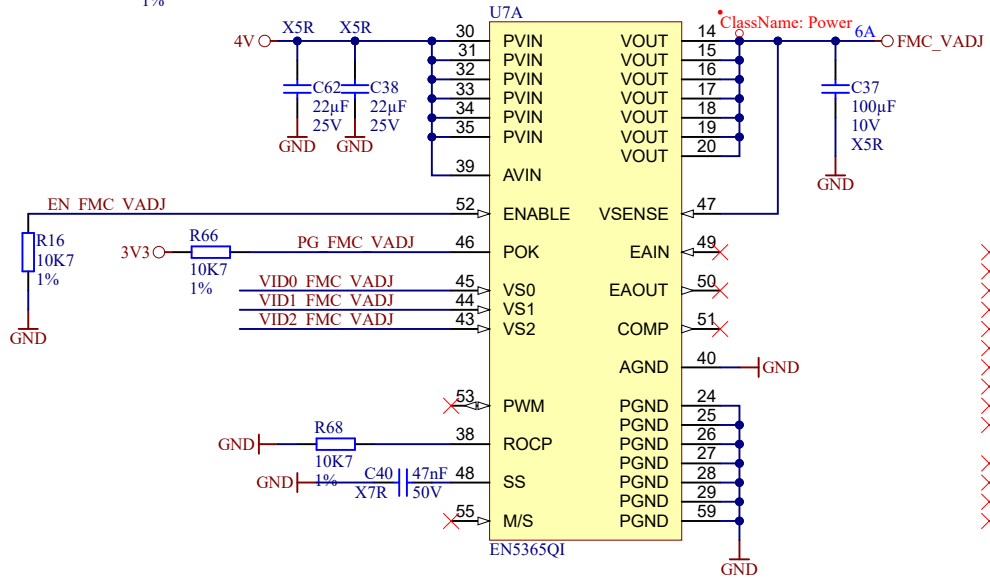 1%
U7A
ClassName: Power
4V
X5R
X5R
30 PVIN VOUT 14
6A
FMC_VADJ
31 PVIN VOUT 15
32 PVIN VOUT 16
33 PVIN VOUT 17
34 PVIN VOUT 18
35 PVIN VOUT 19
VOUT 20
C62
22µF
25V
GND
C38
22µF
25V
GND
C37
100µF
10V
X5R
GND
39 AVIN
EN_FMC_VADJ 52 ENABLE VSENSE 47
R16
10K7
1%
GND
3V3
R66
10K7
1%
PG_FMC_VADJ 46 POK EAIN 49
VID0_FMC_VADJ 45 VS0 EAOUT 50
VID1_FMC_VADJ 44 VS1
VID2_FMC_VADJ 43 VS2 COMP 51
AGND 40 GND
53 PWM PGND 24
PGND 25
GND
R68
10K7
1%
38 ROCP PGND 26
PGND 27
GND
C40
X7R
47nF
50V
48 SS PGND 28
PGND 29
55 M/S PGND 59
EN5365QI
GND